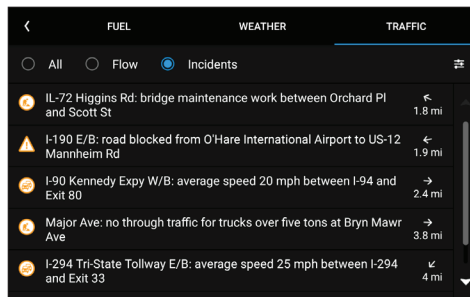 FUEL WEATHER TRAFFIC
All Flow Incidents
IL-72 Higgins Rd: bridge maintenance work between Orchard Pl
and Scott St
1.8 mi
I-190 E/B: road blocked from O'Hare International Airport to US-12
Mannheim Rd
1.9 mi
I-90 Kennedy Expy W/B: average speed 20 mph between I-94 and
Exit 80
2.4 mi
Major Ave: no through traffic for trucks over five tons at Bryn Mawr
Ave
3.8 mi
I-294 Tri-State Tollway E/B: average speed 25 mph between I-294
and Exit 33
4 mi